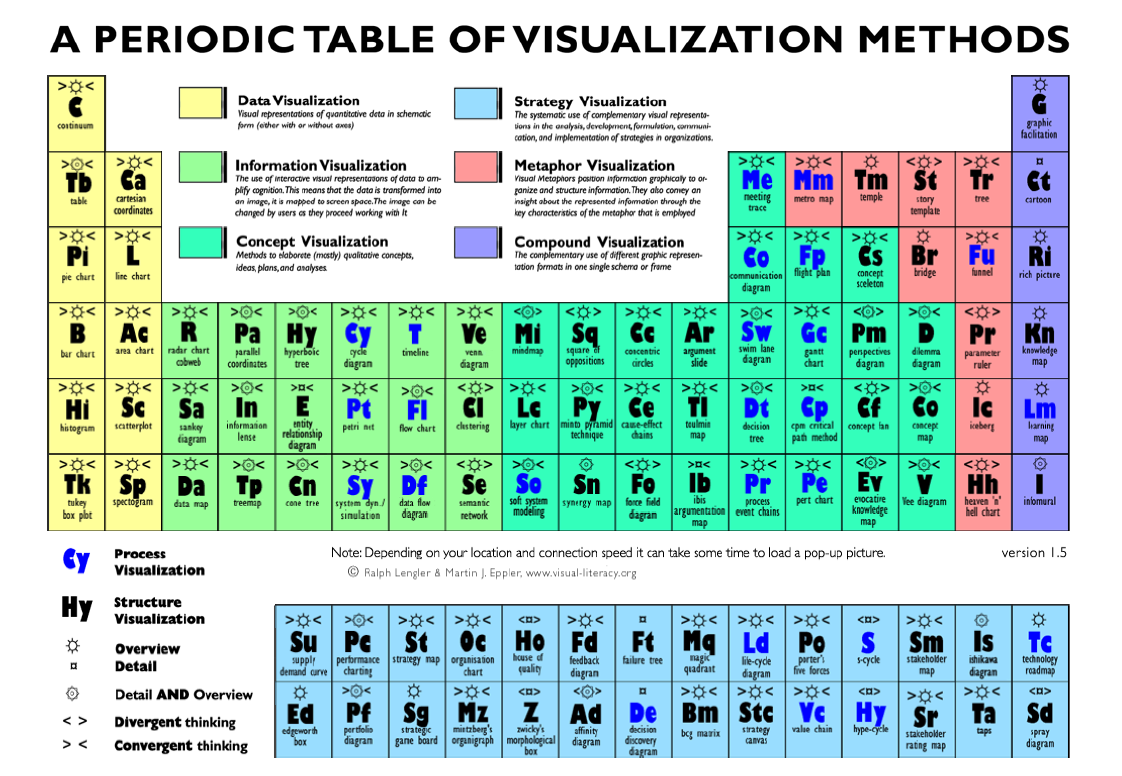 A PERIODIC TABLE OF VISUALIZATION METHODS
C
continuum
Data Visualization
Visual representations of quantitative data in schematic
form (either with or without axes)
Strategy Visualization
The systematic use of complementary visual representa-
tions in the analysis, development, formulation, communi-
cation, and implementation of strategies in organizations.
G
graphic
facilitation
Tb
table
Ca
cartesian
coordinates
Information Visualization
The use of interactive visual representations of data to am-
plify cognition. This means that the data is transformed into
an image, it is mapped to screen space. The image can be
changed by users as they proceed working with it
Metaphor Visualization
Visual Metaphors position information graphically to or-
ganize and structure information. They also convey an
insight about the represented information through the
key characteristics of the metaphor that is employed
Me
meeting
trace
Mm
metro map
Tm
temple
St
story
template
Tr
tree
Ct
cartoon
Pi
pie chart
L
line chart
Concept Visualization
Methods to elaborate (mostly) qualitative concepts,
ideas, plans, and analyses.
Compound Visualization
The complementary use of different graphic represen-
tation formats in one single schema or frame
Co
communication
diagram
Fp
flight plan
Cs
concept
sceleton
Br
bridge
Fu
funnel
Ri
rich picture
B
bar chart
Ac
area chart
R
radar chart
cobweb
Pa
parallel
coordinates
Hy
hyperbolic
tree
Cy
cycle
diagram
T
timeline
Ve
venn
diagram
Mi
mindmap
Sq
square of
oppositions
Cc
concentric
circles
Ar
argument
slide
Sw
swim lane
diagram
Gc
gantt
chart
Pm
perspectives
diagram
D
dilemma
diagram
Pr
parameter
ruler
Kn
knowledge
map
Hi
histogram
Sc
scatterplot
Sa
sankey
diagram
In
information
lense
E
entity
relationship
diagram
Pt
petri net
Fl
flow chart
Cl
clustering
Lc
layer chart
Py
minto pyramid
technique
Ce
cause-effect
chains
Tl
toulmin
map
Dt
decision
tree
Cp
cpm critical
path method
Cf
concept fan
Co
concept
map
Ic
iceberg
Lm
learning
map
Tk
tukey
box plot
Sp
spectogram
Da
data map
Tp
treemap
Cn
cone tree
Sy
system dyn./
simulation
Df
data flow
diagram
Se
semantic
network
So
soft system
modeling
Sn
synergy map
Fo
force field
diagram
Ib
ibis
argumentation
map
Pr
process
event chains
Pe
pert chart
Ev
evocative
knowledge
map
V
Vee diagram
Hh
heaven 'n'
hell chart
I
infomural
Cy
Process
Visualization
Note: Depending on your location and connection speed it can take some time to load a pop-up picture.
version 1.5
© Ralph Lengler & Martin J. Eppler, www.visual-literacy.org
Hy
Structure
Visualization
☼ Overview
¤ Detail
Detail AND Overview
< > Divergent thinking
> < Convergent thinking
Su
supply
demand curve
Pc
performance
charting
St
strategy map
Oc
organisation
chart
Ho
house of
quality
Fd
feedback
diagram
Ft
failure tree
Mq
magic
quadrant
Ld
life-cycle
diagram
Po
porter's
five forces
S
s-cycle
Sm
stakeholder
map
Is
ishikawa
diagram
Tc
technology
roadmap
Ed
edgeworth
box
Pf
portfolio
diagram
Sg
strategic
game board
Mz
mintzberg's
organigraph
Z
zwicky's
morphological
box
Ad
affinity
diagram
De
decision
discovery
diagram
Bm
bcg matrix
Stc
strategy
canvas
Vc
value chain
Hy
hype-cycle
Sr
stakeholder
rating map
Ta
taps
Sd
spray
diagram